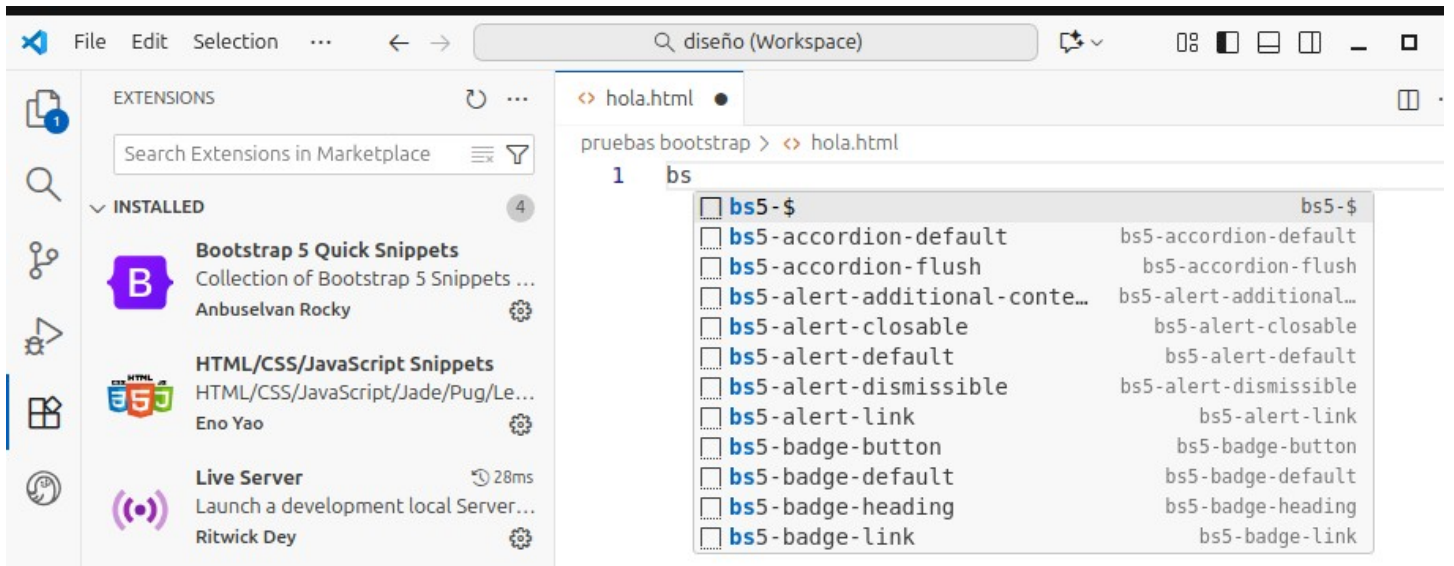 File Edit Selection ··· diseño (Workspace)
EXTENSIONS
Search Extensions in Marketplace
INSTALLED 4
Bootstrap 5 Quick Snippets
Collection of Bootstrap 5 Snippets ...
Anbuselvan Rocky
HTML/CSS/JavaScript Snippets
HTML/CSS/JavaScript/Jade/Pug/Le...
Eno Yao
Live Server 28ms
Launch a development local Server...
Ritwick Dey
1
hola.html
pruebas bootstrap > hola.html
1 bs
bs5-$ bs5-$
bs5-accordion-default bs5-accordion-default
bs5-accordion-flush bs5-accordion-flush
bs5-alert-additional-conte… bs5-alert-additional…
bs5-alert-closable bs5-alert-closable
bs5-alert-default bs5-alert-default
bs5-alert-dismissible bs5-alert-dismissible
bs5-alert-link bs5-alert-link
bs5-badge-button bs5-badge-button
bs5-badge-default bs5-badge-default
bs5-badge-heading bs5-badge-heading
bs5-badge-link bs5-badge-link